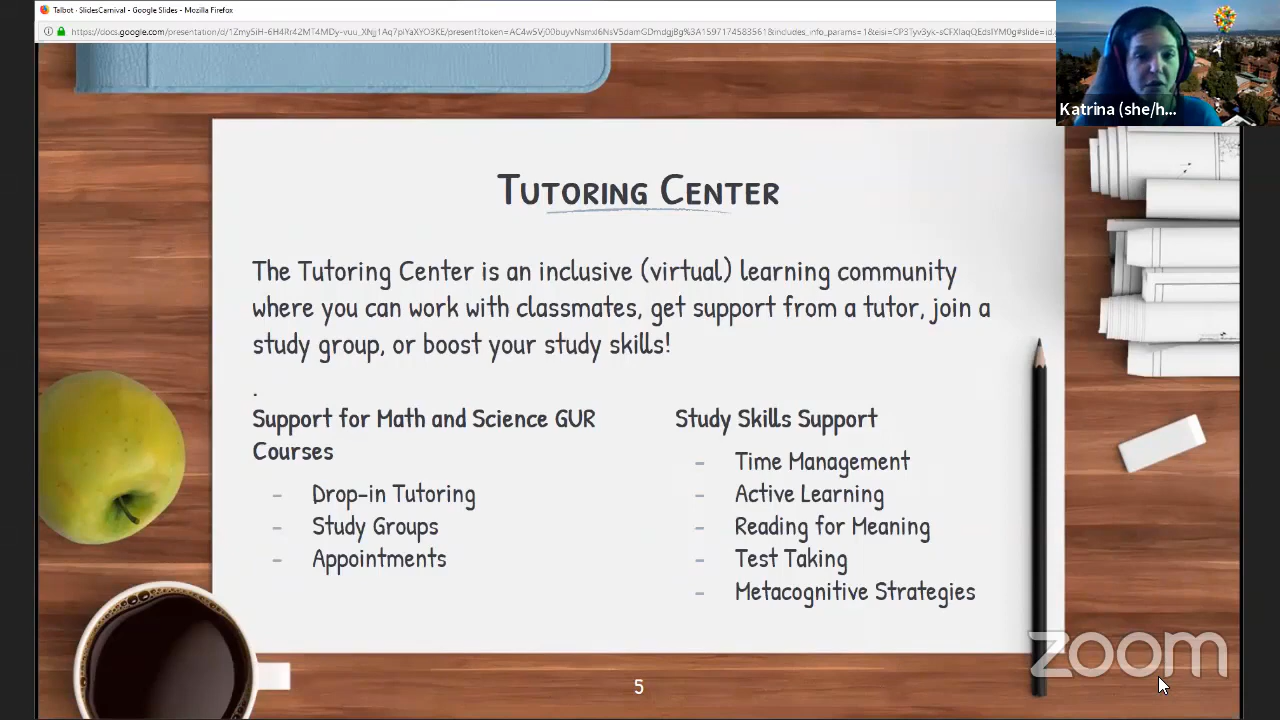 Talbot · SlidesCarnival - Google Slides - Mozilla Firefox
Katrina (she/h...
Tutoring Center
The Tutoring Center is an inclusive (virtual) learning community
where you can work with classmates, get support from a tutor, join a
study group, or boost your study skills!
.
Support for Math and Science GUR
Courses
- Drop-in Tutoring
- Study Groups
- Appointments
Study Skills Support
- Time Management
- Active Learning
- Reading for Meaning
- Test Taking
- Metacognitive Strategies
zoom
5